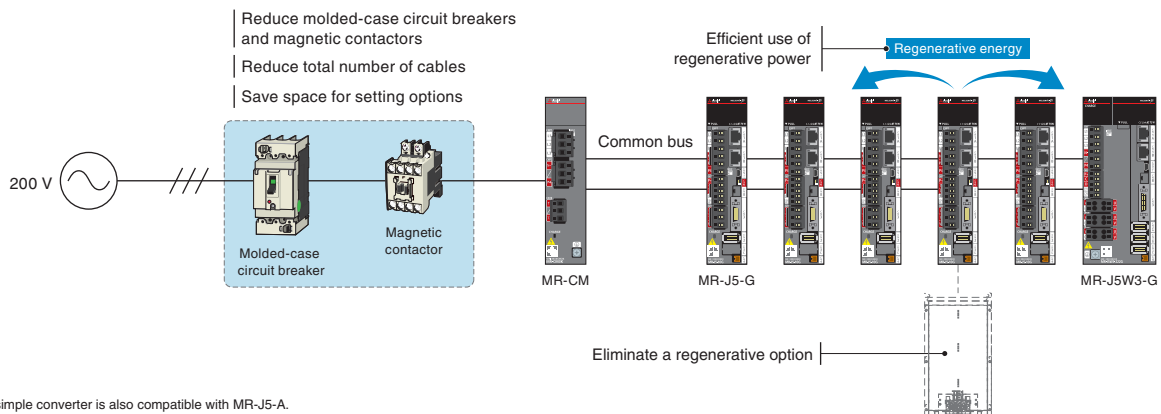 Reduce molded-case circuit breakers
and magnetic contactors
Reduce total number of cables
Save space for setting options
Efficient use of
regenerative power
Regenerative energy
200 V
Common bus
Molded-case
circuit breaker
Magnetic
contactor
MR-CM
MR-J5-G
MR-J5W3-G
Eliminate a regenerative option
simple converter is also compatible with MR-J5-A.